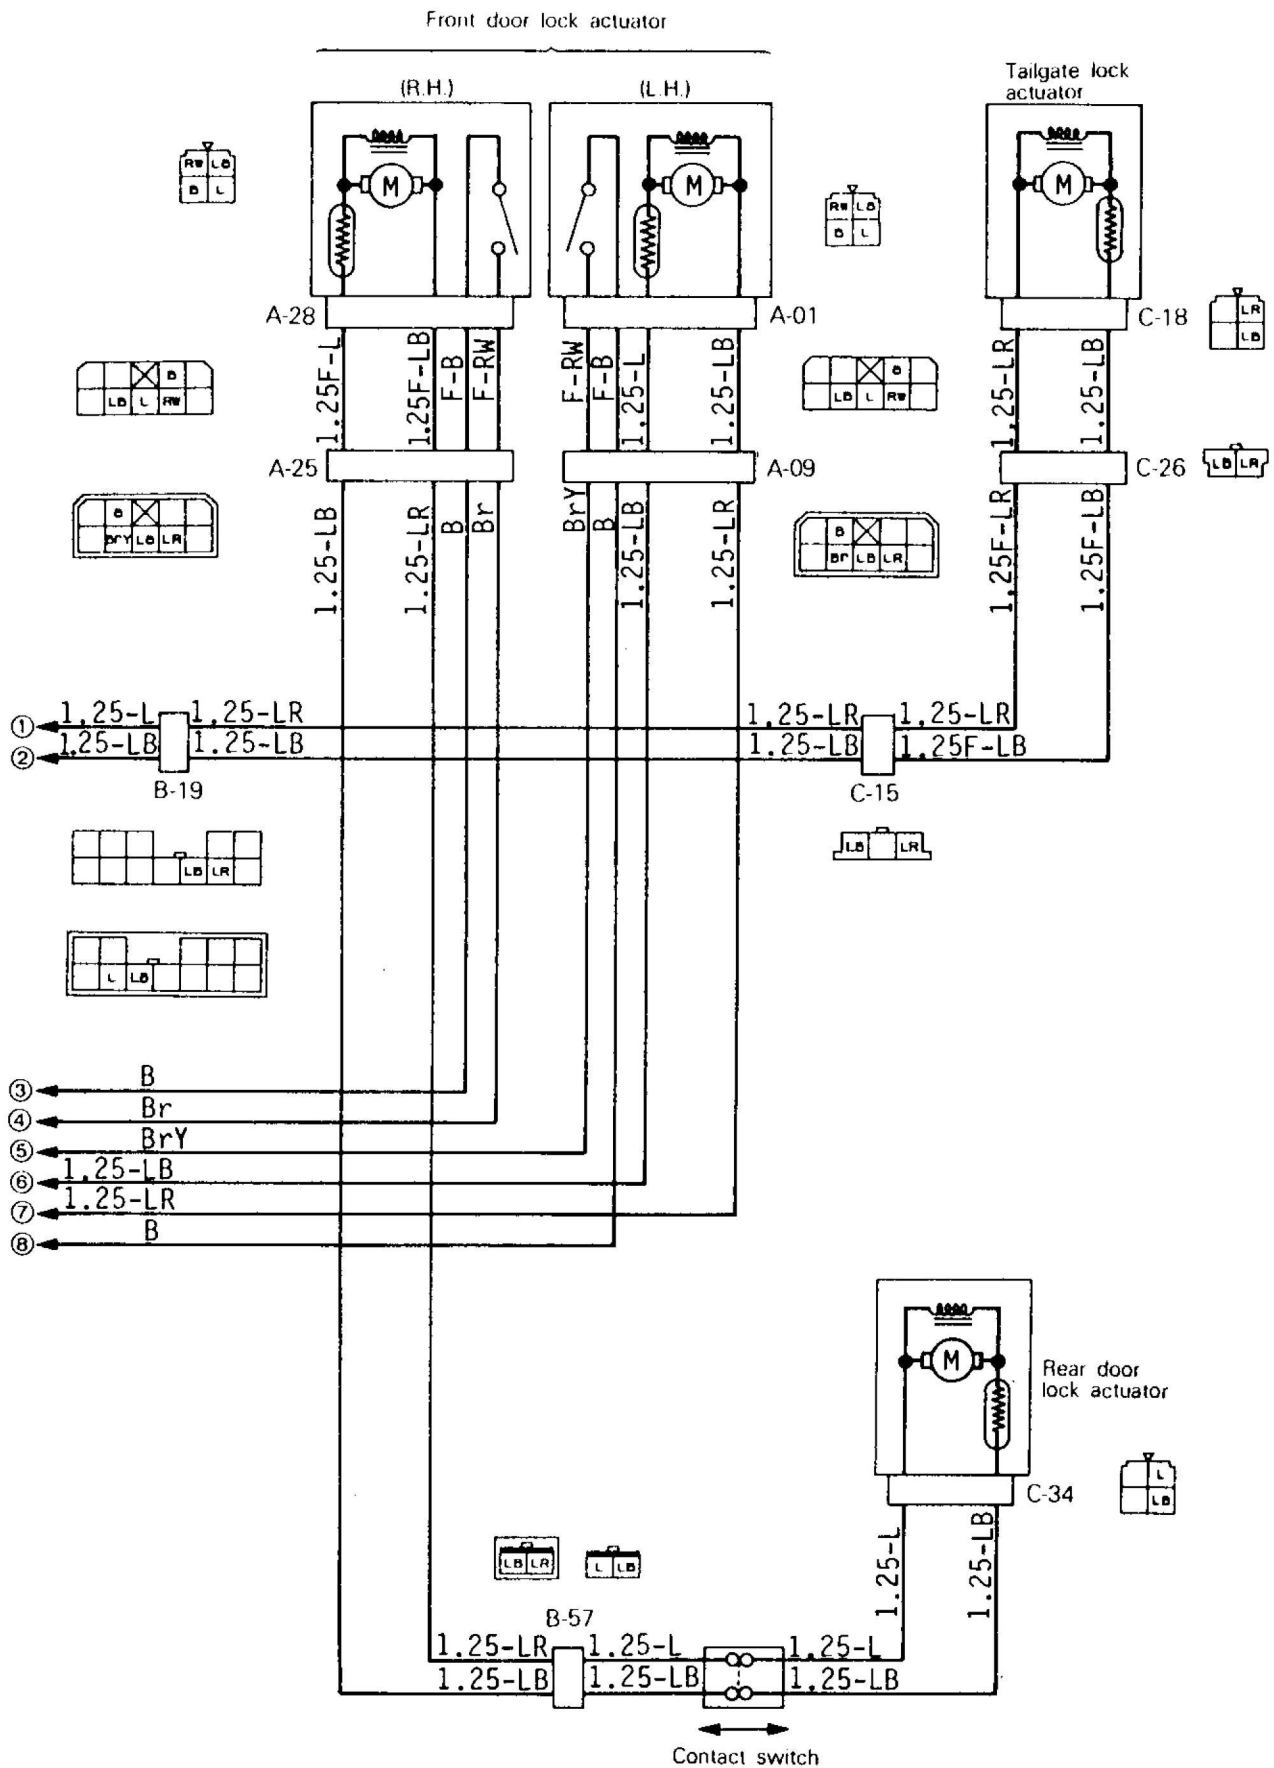 Front door lock actuator
(R.H.)
(L.H.)
Tailgate lock
actuator
M
M
M
RW LB
B L
RW LB
B L
A-28
A-01
C-18
LR
LB
1.25F-L
1.25F-LB
F-B
F-RW
F-RW
F-B
1.25-L
1.25-LB
1.25-LR
1.25-LB
B
LB L RW
B
LB L RW
A-25
A-09
C-26
LB LR
1.25-LB
1.25-LR
B
Br
BrY
B
1.25-LB
1.25-LR
1.25F-LR
1.25F-LB
B
BrY LB LR
B
Br LB LR
① 1.25-L 1.25-LR 1.25-LR 1.25-LR
② 1.25-LB 1.25-LB 1.25-LB 1.25F-LB
B-19
C-15
LB LR
LB LR
L LB
③ B
④ Br
⑤ BrY
⑥ 1.25-LB
⑦ 1.25-LR
⑧ B
M
Rear door
lock actuator
C-34
L
LB
1.25-L
1.25-LB
LB LR
L LB
B-57
1.25-LR 1.25-L 1.25-L
1.25-LB 1.25-LB 1.25-LB
Contact switch